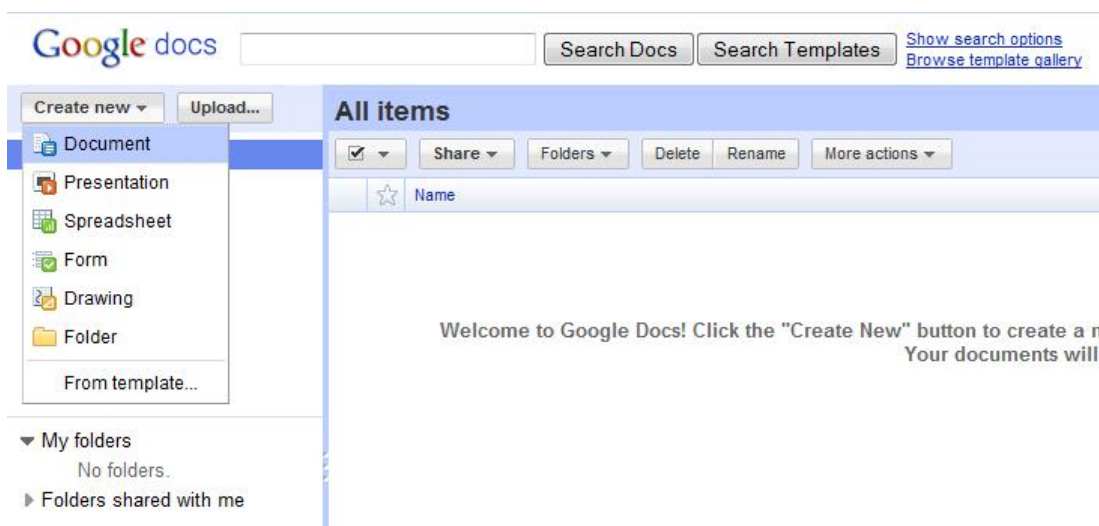 Google docs
Search Docs
Search Templates
Show search options
Browse template gallery
Create new
Upload...
Document
Presentation
Spreadsheet
Form
Drawing
Folder
From template...
My folders
No folders.
Folders shared with me
All items
Share
Folders
Delete
Rename
More actions
Name
Welcome to Google Docs! Click the "Create New" button to create a
Your documents will